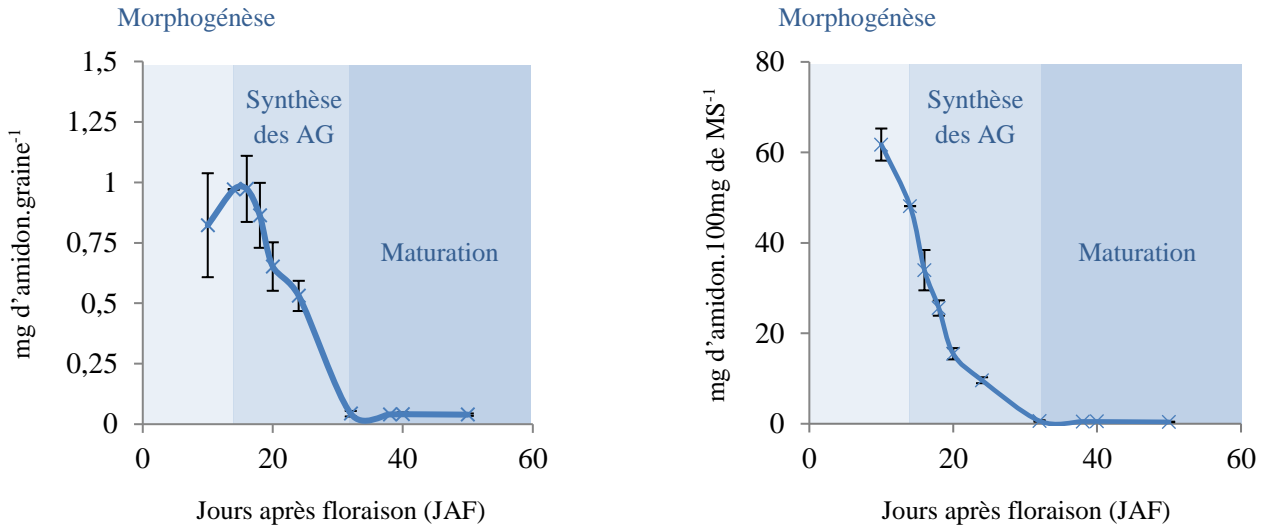 Morphogénèse
mg d’amidon.graine-1
1,5
1,25
1
0,75
0,5
0,25
0
Synthèse
des AG
Maturation
0
20
40
60
Jours après floraison (JAF)
Morphogénèse
mg d’amidon.100mg de MS-1
80
60
40
20
0
Synthèse
des AG
Maturation
0
20
40
60
Jours après floraison (JAF)